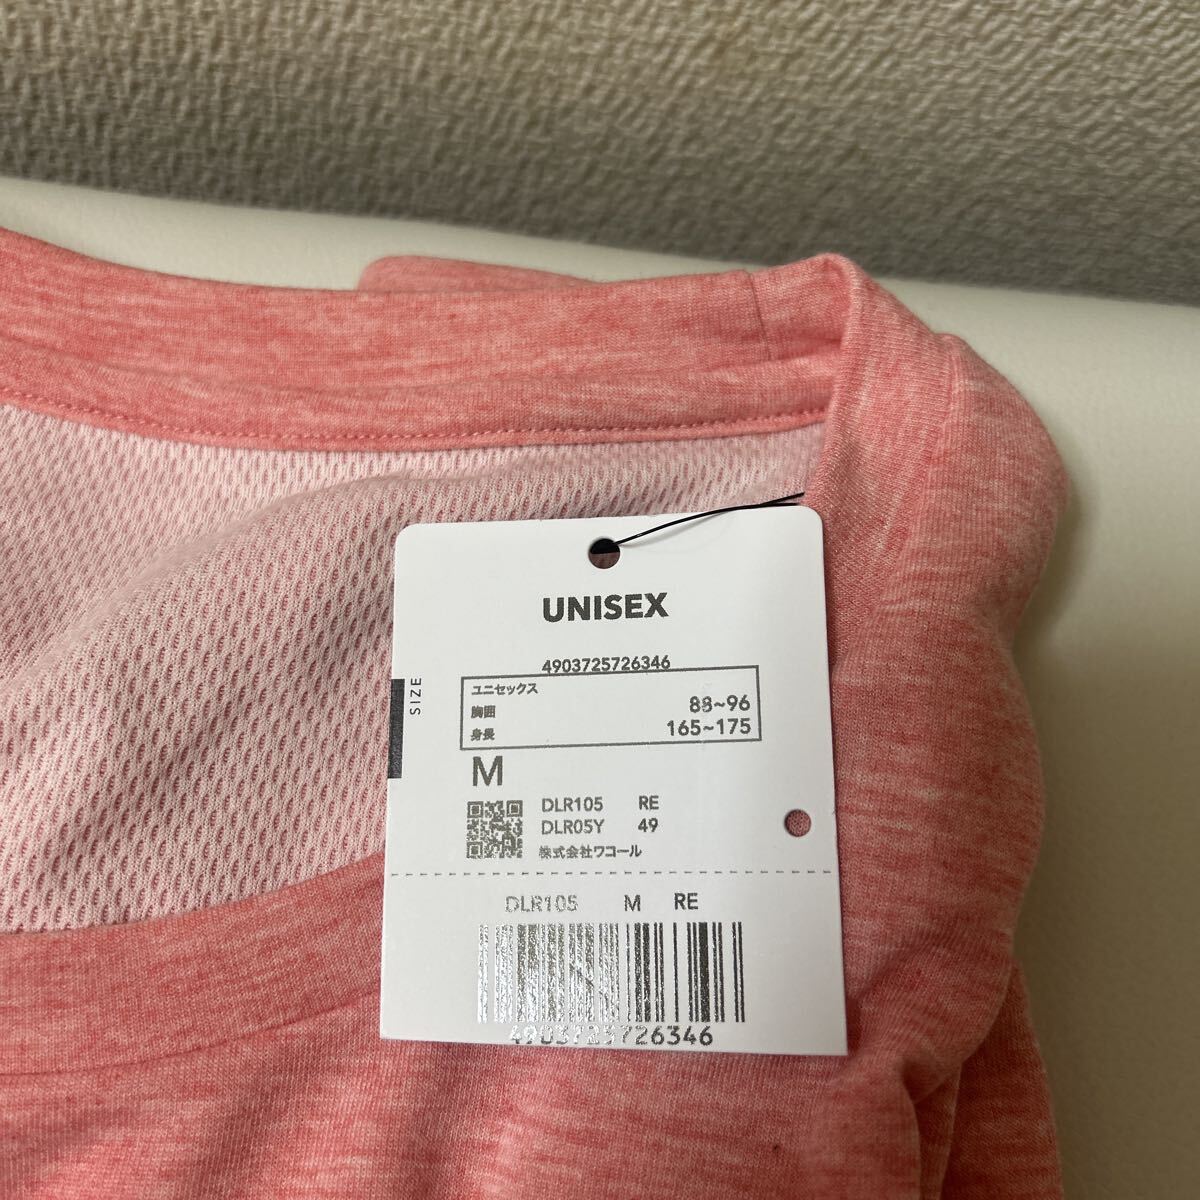 UNISEX
4903725726346
SIZE
ユニセックス
胸囲 88~96
身長 165~175
M
DLR105 RE
DLR05Y 49
株式会社ワコール
DLR105 M RE
4903725726346